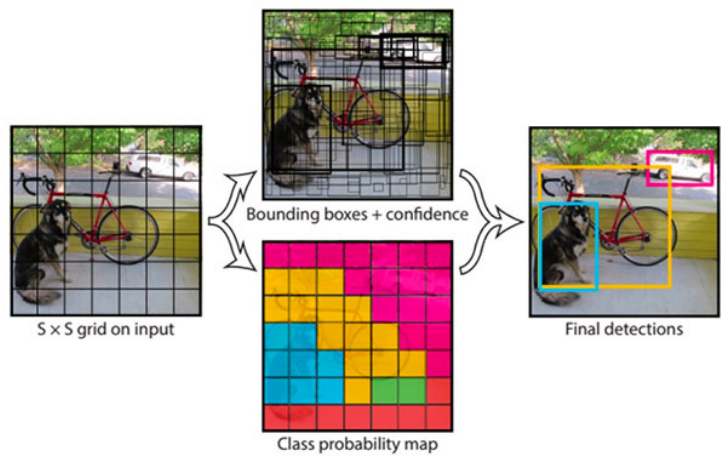 S × S grid on input
Bounding boxes + confidence
Class probability map
Final detections